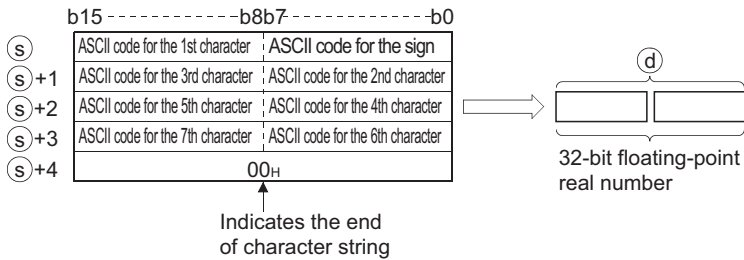 b15 ----------- b8b7 ----------- b0
(s) ASCII code for the 1st character ASCII code for the sign
(s)+1 ASCII code for the 3rd character ASCII code for the 2nd character
(s)+2 ASCII code for the 5th character ASCII code for the 4th character
(s)+3 ASCII code for the 7th character ASCII code for the 6th character
(s)+4 00H
(d)
32-bit floating-point
real number
Indicates the end
of character string